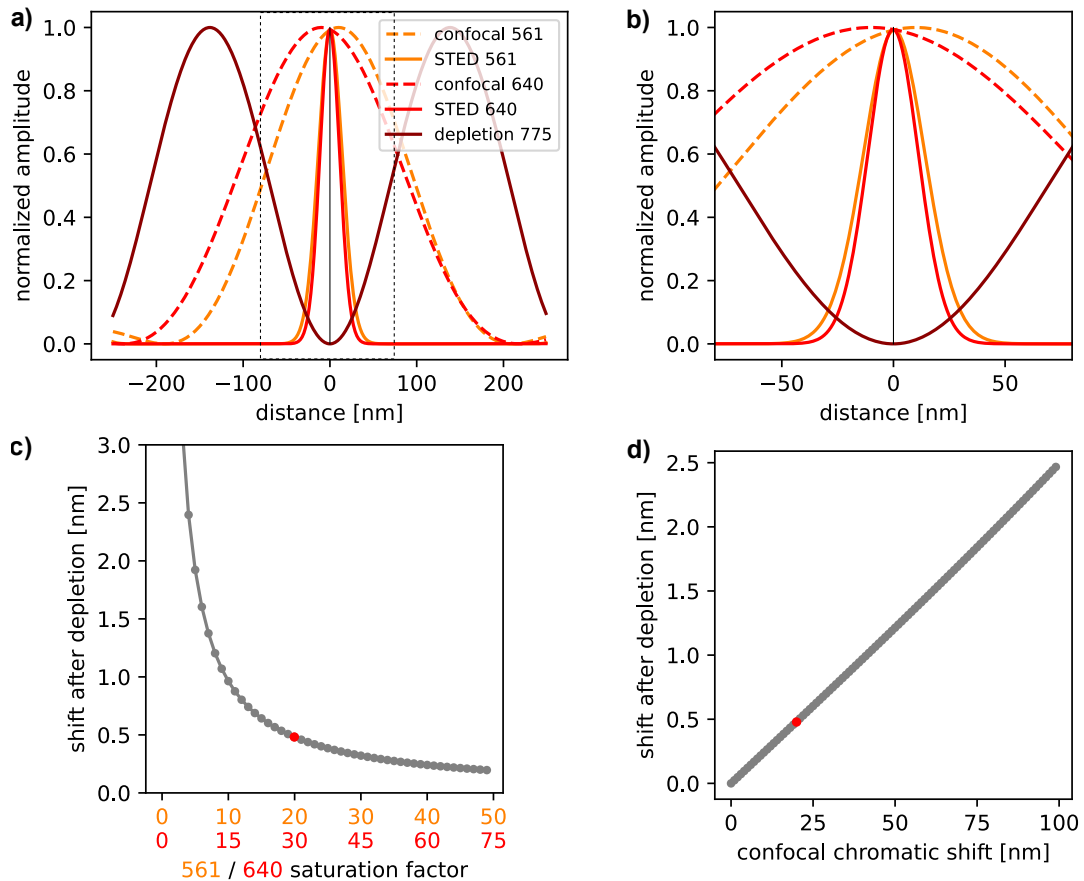 a)
normalized amplitude
1.0
0.8
0.6
0.4
0.2
0.0
confocal 561
STED 561
confocal 640
STED 640
depletion 775
−200 −100 0 100 200
distance [nm]
b)
normalized amplitude
1.0
0.8
0.6
0.4
0.2
0.0
−50 0 50
distance [nm]
c)
shift after depletion [nm]
3.0
2.5
2.0
1.5
1.0
0.5
0.0
0 10 20 30 40 50
0 15 30 45 60 75
561 / 640 saturation factor
d)
shift after depletion [nm]
2.5
2.0
1.5
1.0
0.5
0.0
0 25 50 75 100
confocal chromatic shift [nm]